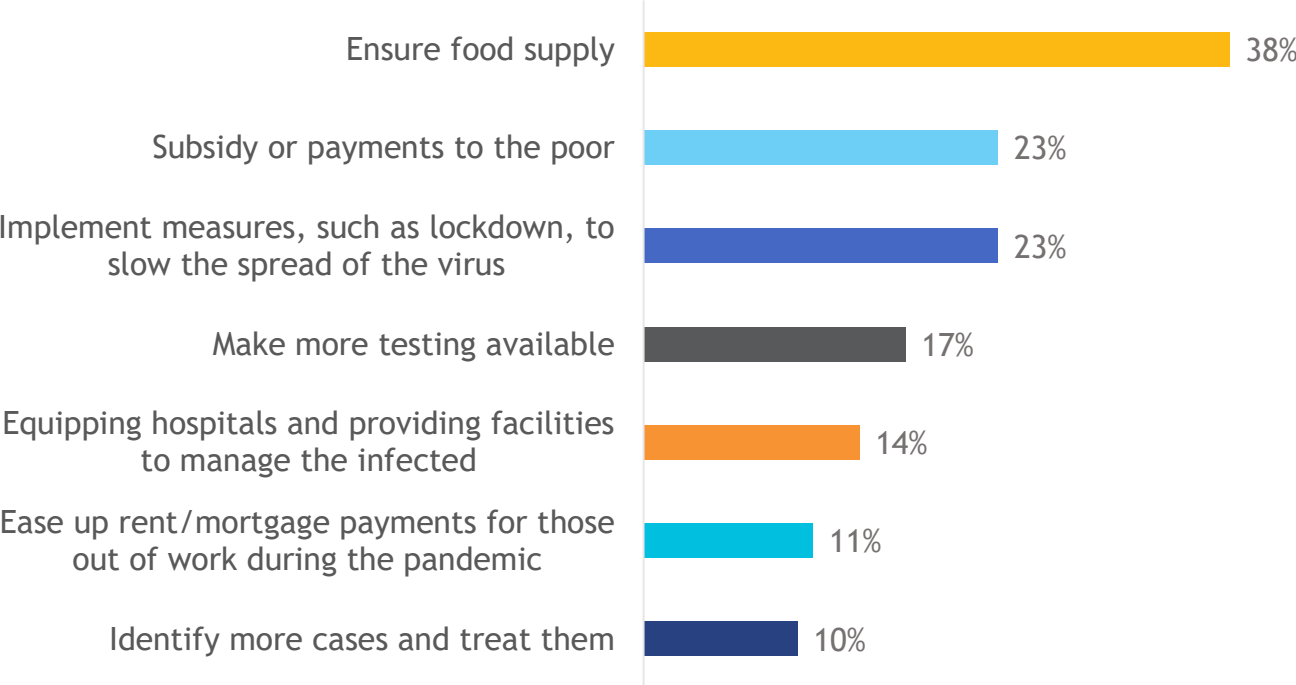 Ensure food supply
38%
Subsidy or payments to the poor
23%
Implement measures, such as lockdown, to
slow the spread of the virus
23%
Make more testing available
17%
Equipping hospitals and providing facilities
to manage the infected
14%
Ease up rent/mortgage payments for those
out of work during the pandemic
11%
Identify more cases and treat them
10%